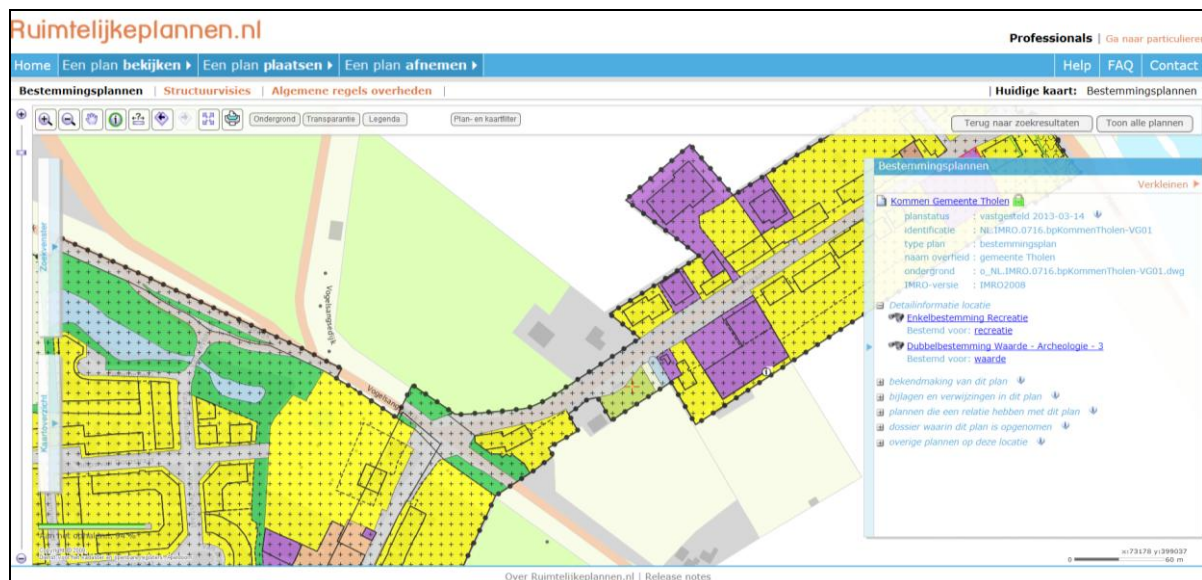 Ruimtelijkeplannen.nl
Professionals | Ga naar particuliere
Home Een plan bekijken Een plan plaatsen Een plan afnemen Help FAQ Contact
Bestemmingsplannen | Structuurvisies | Algemene regels overheden | | Huidige kaart: Bestemmingsplannen
Ondergrond Transparantie Legenda Plan- en kaartfilter Terug naar zoekresultaten Toon alle plannen
Bestemmingsplannen
Verkleinen
Kommen Gemeente Tholen
planstatus : vastgesteld 2013-03-14
identificatie : NL.IMRO.0716.bpKommenTholen-VG01
type plan : bestemmingsplan
naam overheid : gemeente Tholen
ondergrond : o_NL.IMRO.0716.bpKommenTholen-VG01.dwg
IMRO-versie : IMRO2008
Detailinformatie locatie
Enkelbestemming Recreatie
Bestemd voor: recreatie
Dubbelbestemming Waarde - Archeologie - 3
Bestemd voor: waarde
bekendmaking van dit plan
bijlagen en verwijzingen in dit plan
plannen die een relatie hebben met dit plan
dossier waarin dit plan is opgenomen
overige plannen op deze locatie
Zoekvenster
Kaartoverzicht
Vogelsangsedijk
Vogelsang
x:73178 y:399037
0 60 m
Over Ruimtelijkeplannen.nl | Release notes